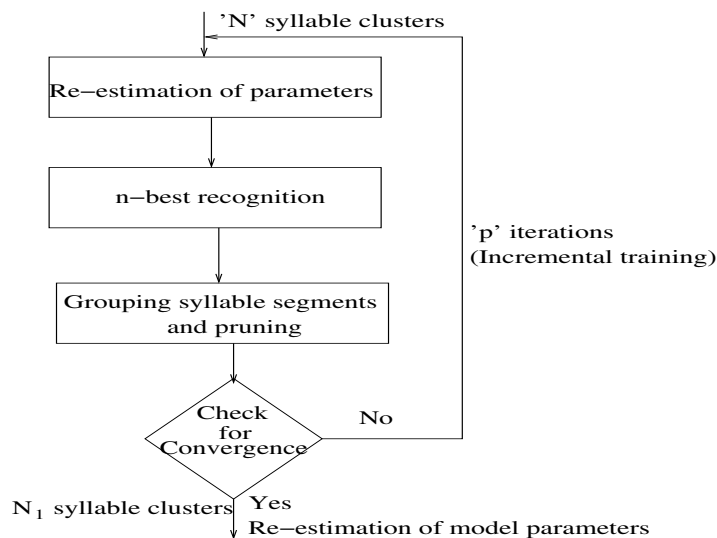 'N' syllable clusters
Re-estimation of parameters
n-best recognition
'p' iterations
(Incremental training)
Grouping syllable segments
and pruning
Check
for
Convergence
No
N₁ syllable clusters
Yes
Re-estimation of model parameters